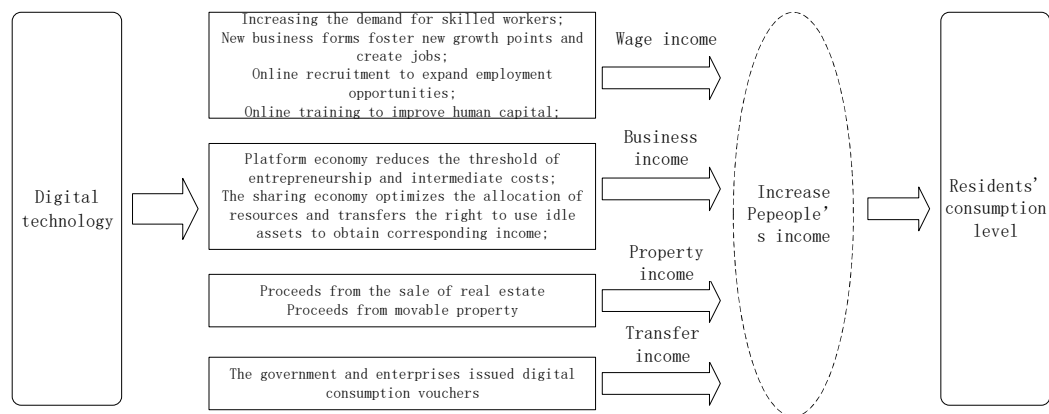 Digital
technology
Increasing the demand for skilled workers;
New business forms foster new growth points and
create jobs;
Online recruitment to expand employment
opportunities;
Online training to improve human capital;
Platform economy reduces the threshold of
entrepreneurship and intermediate costs;
The sharing economy optimizes the allocation of
resources and transfers the right to use idle
assets to obtain corresponding income;
Proceeds from the sale of real estate
Proceeds from movable property
The government and enterprises issued digital
consumption vouchers
Wage income
Business
income
Property
income
Transfer
income
Increase
Pepeople'
s income
Residents'
consumption
level